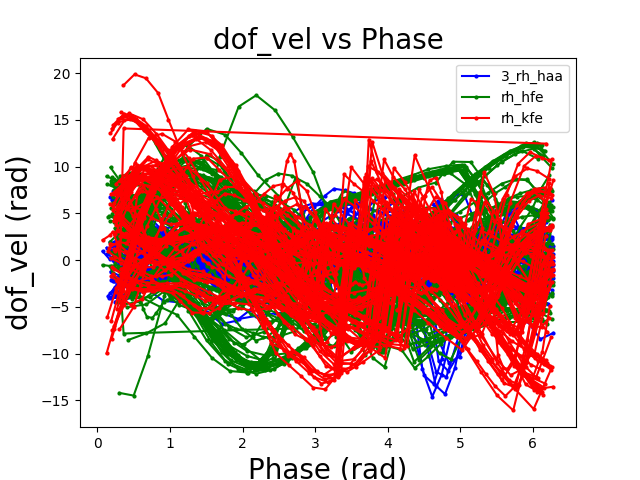 dof_vel vs Phase
dof_vel (rad)
20
15
10
5
0
−5
−10
−15
3_rh_haa
rh_hfe
rh_kfe
0 1 2 3 4 5 6
Phase (rad)